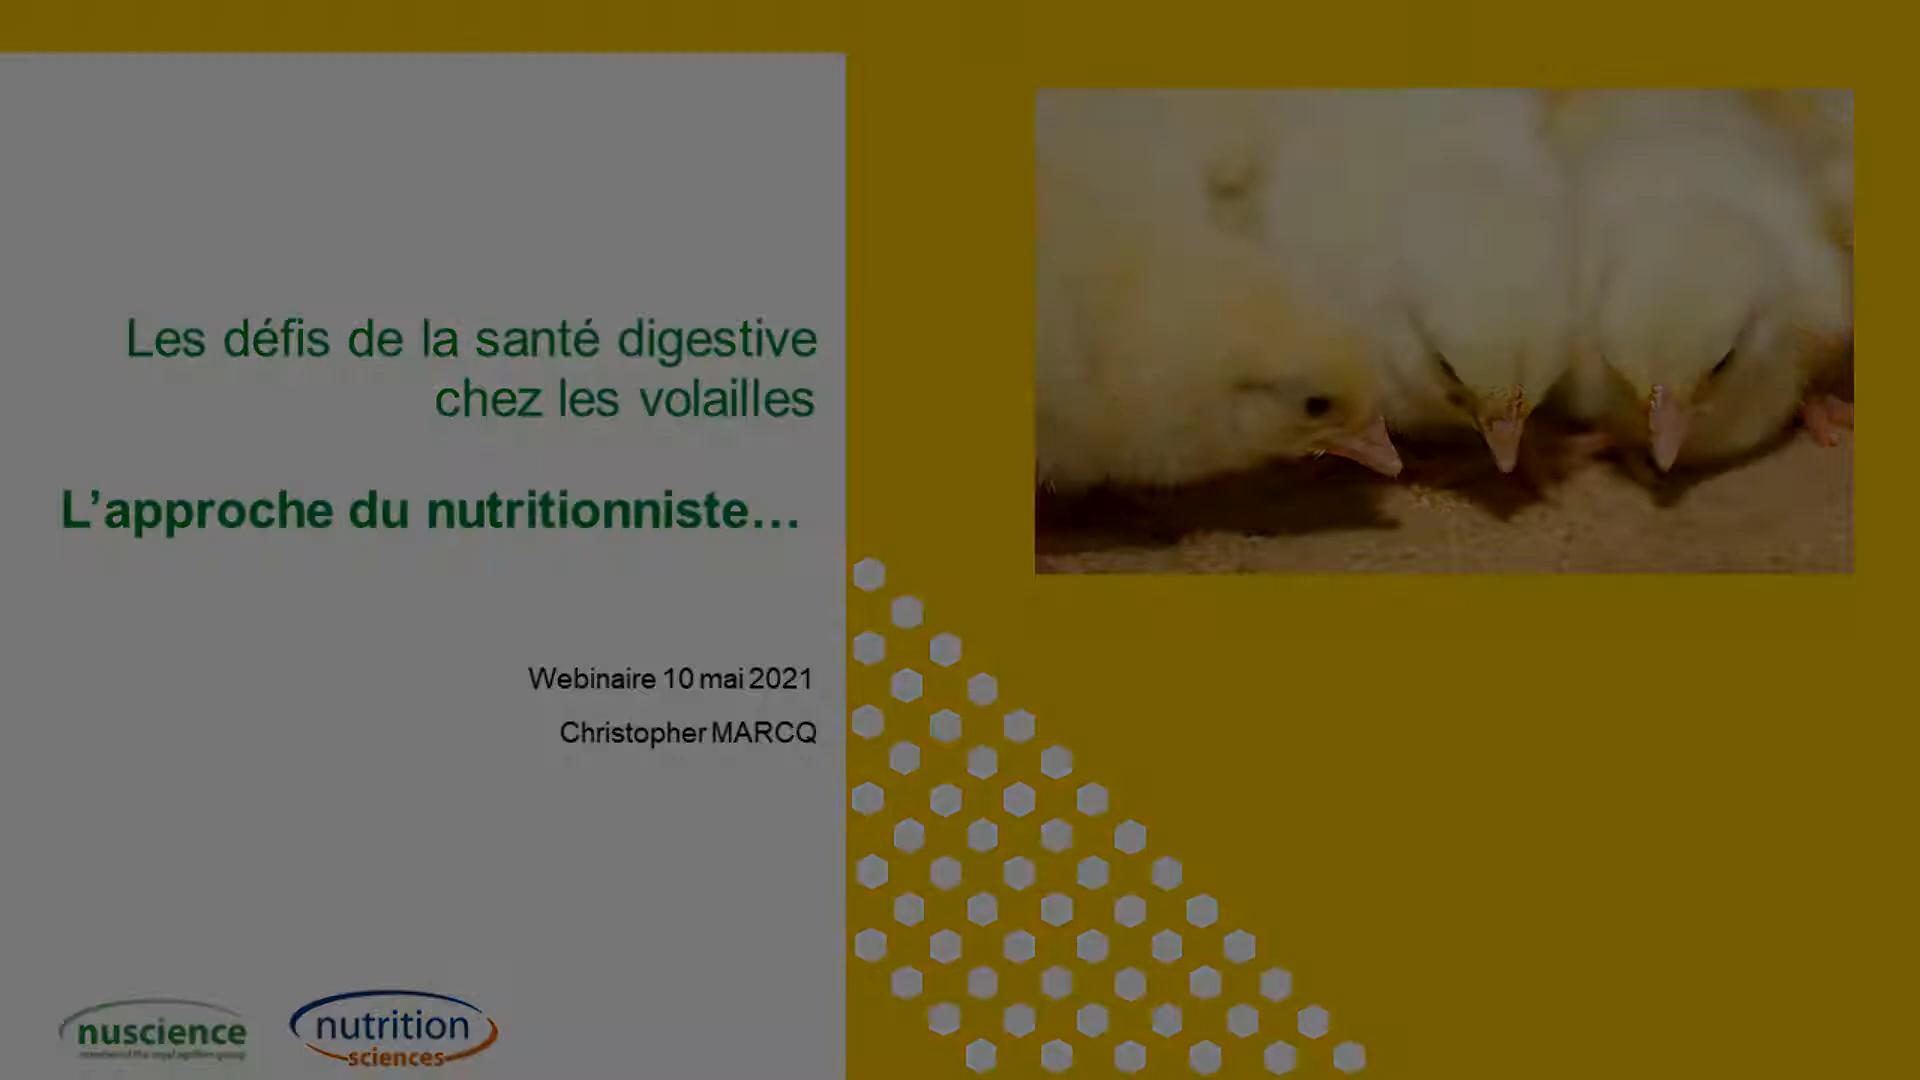 Les défis de la santé digestive
chez les volailles
L'approche du nutritionniste…
Webinaire 10 mai 2021
Christopher MARCQ
nuscience
nutrition
sciences